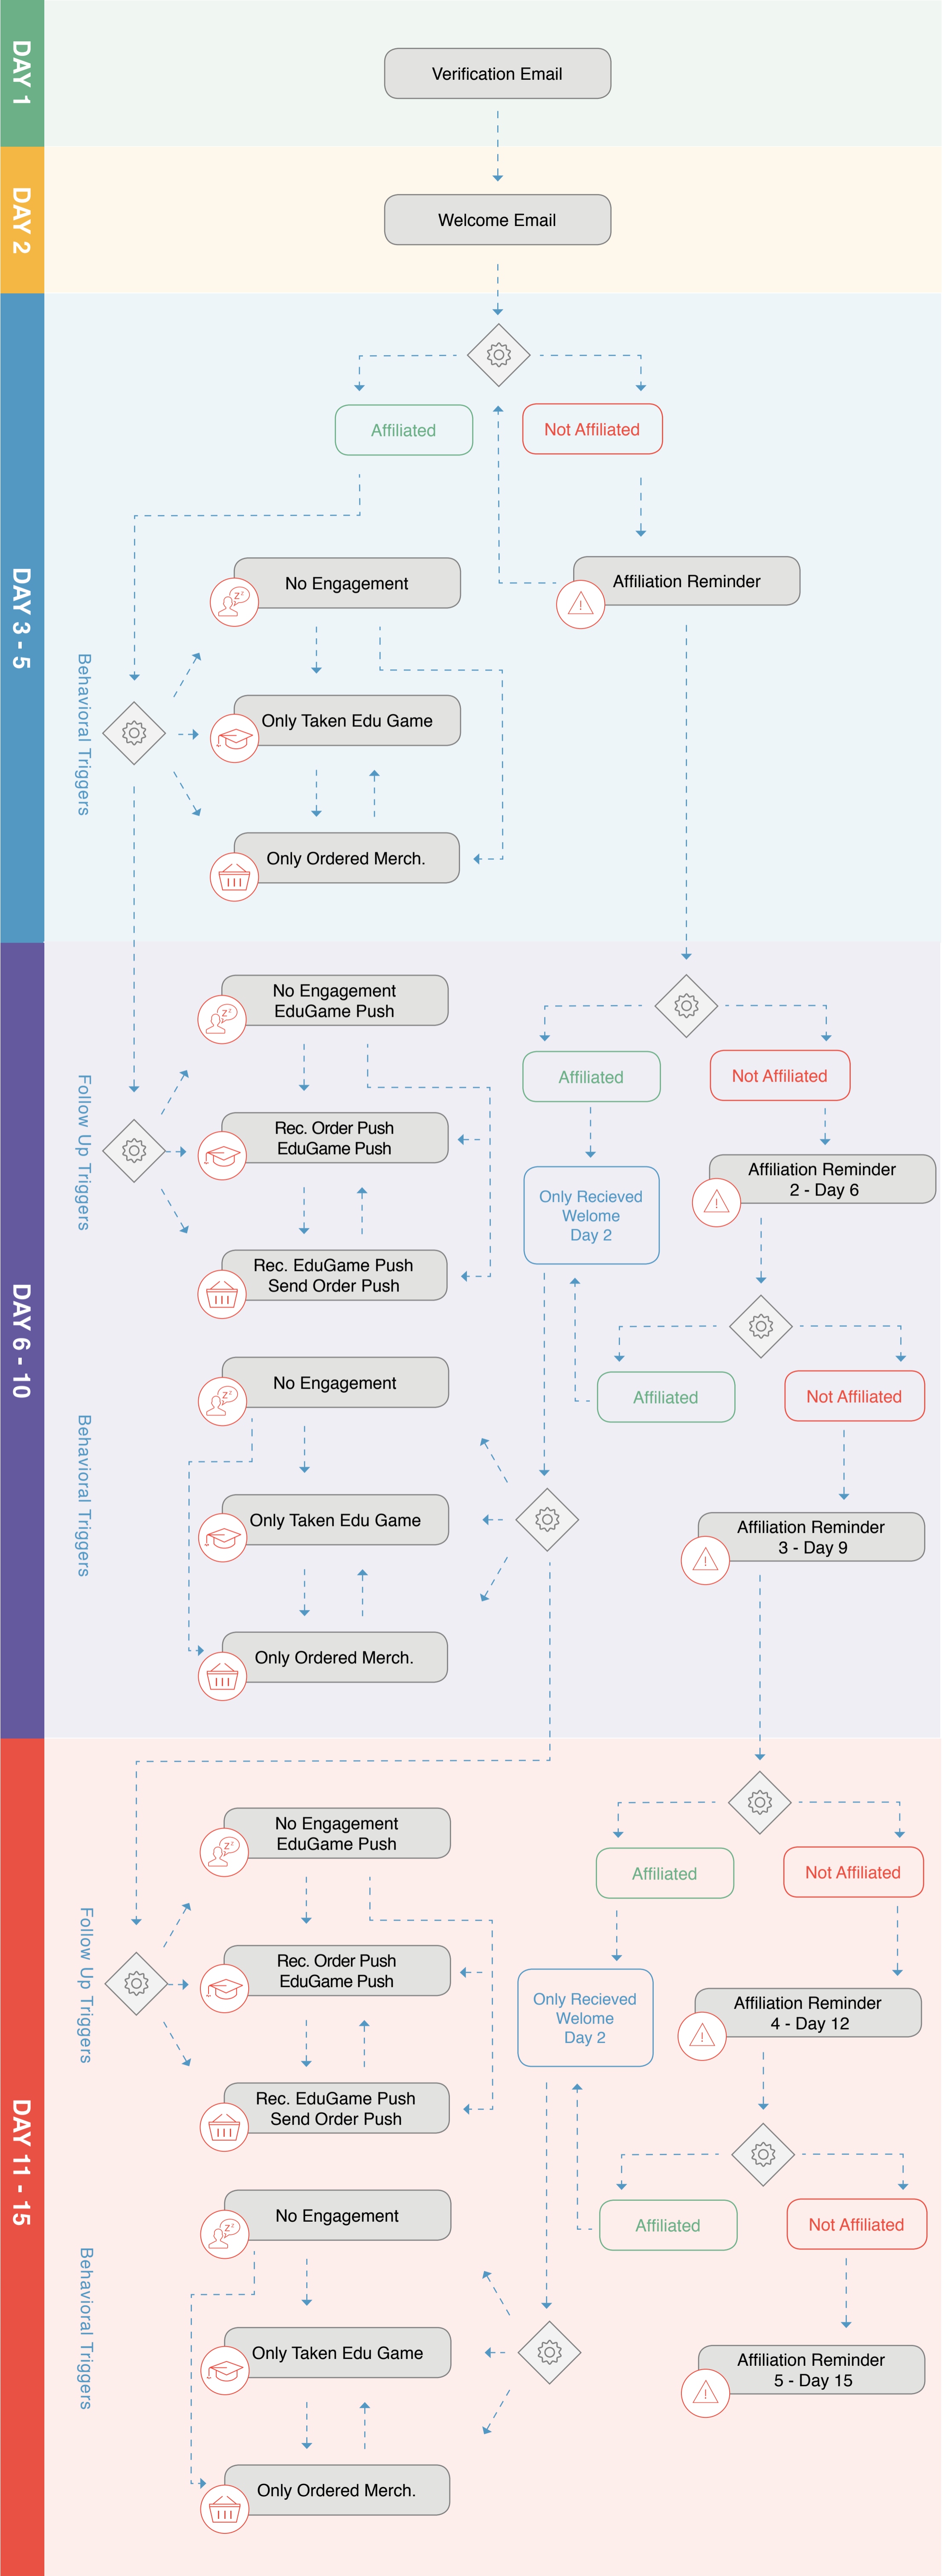 DAY 1
Verification Email
DAY 2
Welcome Email
DAY 3 - 5
Affiliated
Not Affiliated
No Engagement
Affiliation Reminder
Behavioral Triggers
Only Taken Edu Game
Only Ordered Merch.
DAY 6 - 10
No Engagement
EduGame Push
Affiliated
Not Affiliated
Follow Up Triggers
Rec. Order Push
EduGame Push
Affiliation Reminder
2 - Day 6
Only Recieved
Welome
Day 2
Rec. EduGame Push
Send Order Push
No Engagement
Affiliated
Not Affiliated
Behavioral Triggers
Only Taken Edu Game
Affiliation Reminder
3 - Day 9
Only Ordered Merch.
DAY 11 - 15
No Engagement
EduGame Push
Affiliated
Not Affiliated
Follow Up Triggers
Rec. Order Push
EduGame Push
Only Recieved
Welome
Day 2
Affiliation Reminder
4 - Day 12
Rec. EduGame Push
Send Order Push
No Engagement
Affiliated
Not Affiliated
Behavioral Triggers
Only Taken Edu Game
Affiliation Reminder
5 - Day 15
Only Ordered Merch.